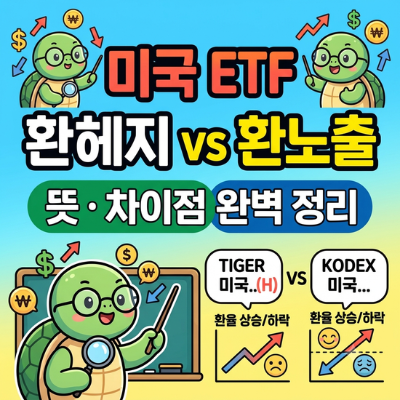 미국 ETF
환헤지 vs 환노출
뜻·차이점 완벽 정리
TIGER
미국..(H)
VS
KODEX
미국...
환율 상승/하락
환율 상승/하락
$
₩
$
₩
$
$
₩
₩